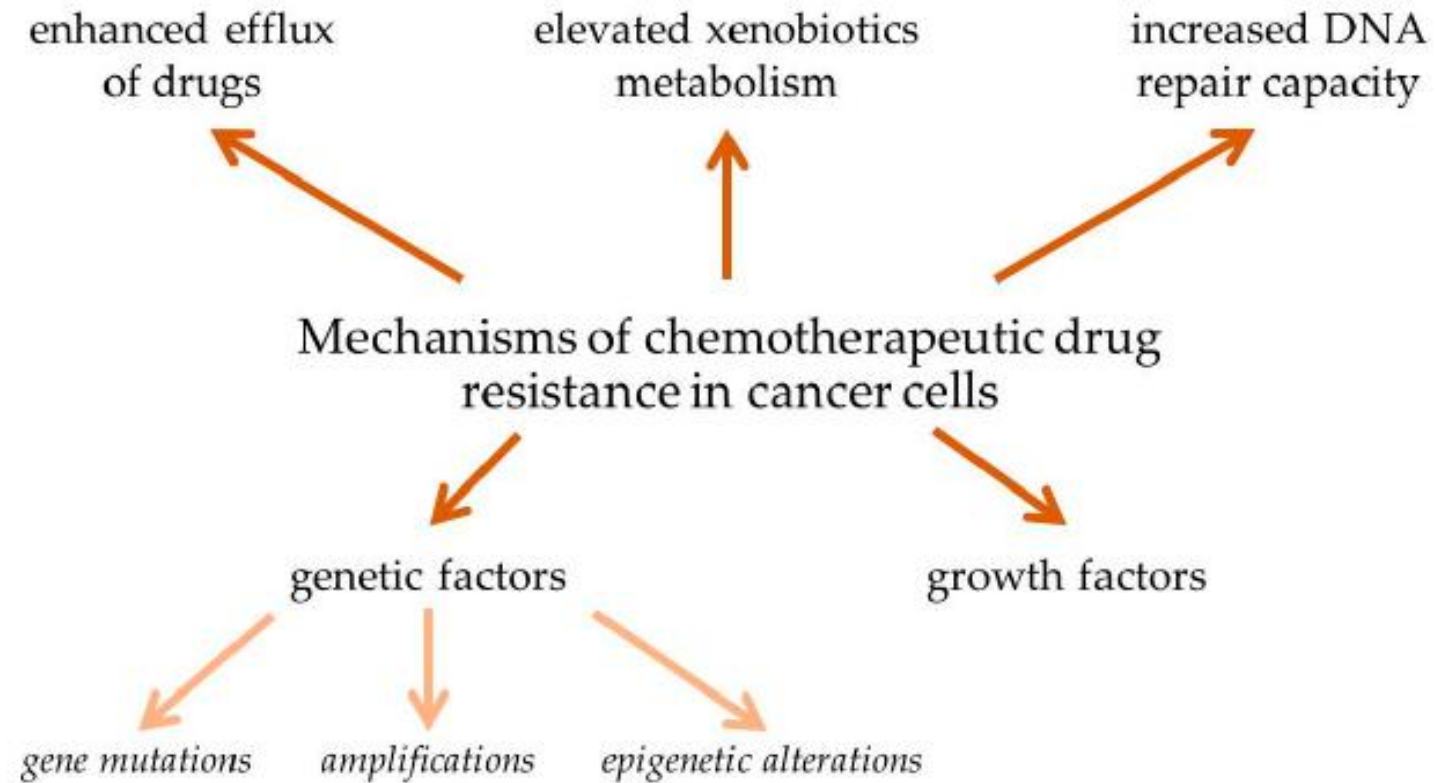 enhanced efflux
of drugs
elevated xenobiotics
metabolism
increased DNA
repair capacity
Mechanisms of chemotherapeutic drug
resistance in cancer cells
genetic factors
growth factors
gene mutations
amplifications
epigenetic alterations